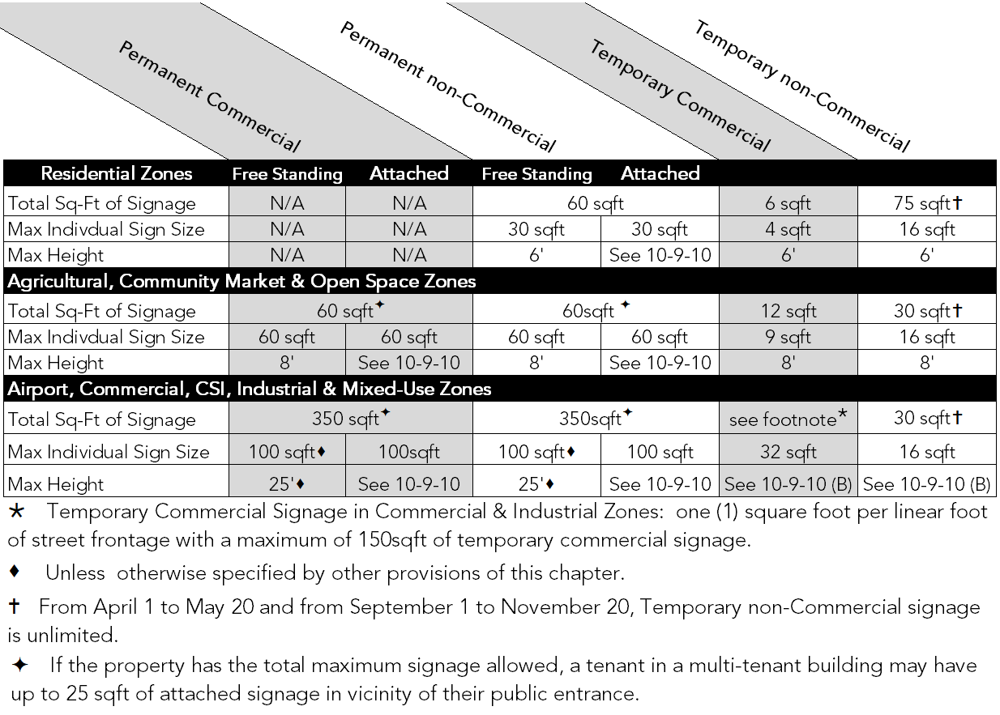 Permanent Commercial
Permanent non-Commercial
Temporary Commercial
Temporary non-Commercial
Residential Zones Free Standing Attached Free Standing Attached
Total Sq-Ft of Signage N/A N/A 60 sqft 6 sqft 75 sqft†
Max Indivdual Sign Size N/A N/A 30 sqft 30 sqft 4 sqft 16 sqft
Max Height N/A N/A 6' See 10-9-10 6' 6'
Agricultural, Community Market & Open Space Zones
Total Sq-Ft of Signage 60 sqft✦ 60sqft ✦ 12 sqft 30 sqft†
Max Indivdual Sign Size 60 sqft 60 sqft 60 sqft 60 sqft 9 sqft 16 sqft
Max Height 8' See 10-9-10 8' See 10-9-10 8' 8'
Airport, Commercial, CSI, Industrial & Mixed-Use Zones
Total Sq-Ft of Signage 350 sqft✦ 350sqft✦ see footnote* 30 sqft†
Max Individual Sign Size 100 sqft♦ 100sqft 100 sqft♦ 100 sqft 32 sqft 16 sqft
Max Height 25'♦ See 10-9-10 25'♦ See 10-9-10 See 10-9-10 (B) See 10-9-10 (B)
* Temporary Commercial Signage in Commercial & Industrial Zones: one (1) square foot per linear foot
of street frontage with a maximum of 150sqft of temporary commercial signage.
♦ Unless otherwise specified by other provisions of this chapter.
† From April 1 to May 20 and from September 1 to November 20, Temporary non-Commercial signage
is unlimited.
✦ If the property has the total maximum signage allowed, a tenant in a multi-tenant building may have
up to 25 sqft of attached signage in vicinity of their public entrance.